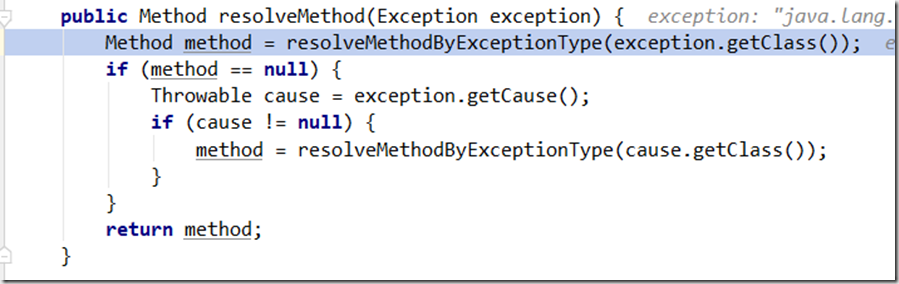 public Method resolveMethod(Exception exception) {  exception: "java.lang.
    Method method = resolveMethodByExceptionType(exception.getClass());  e
    if (method == null) {
        Throwable cause = exception.getCause();
        if (cause != null) {
            method = resolveMethodByExceptionType(cause.getClass());
        }
    }
    return method;
}